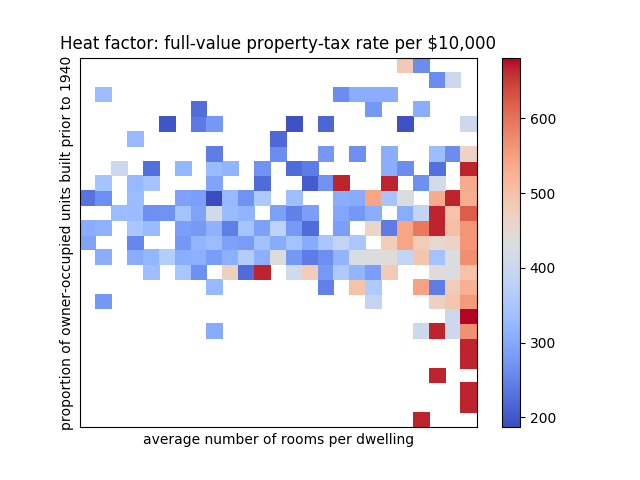 Heat factor: full-value property-tax rate per $10,000
proportion of owner-occupied units built prior to 1940
600
500
400
300
200
average number of rooms per dwelling